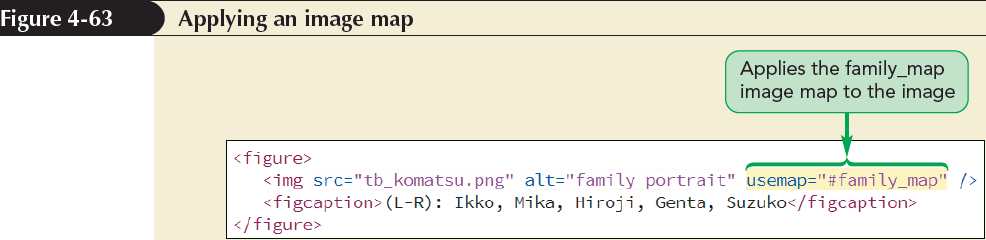 Figure 4-63 Applying an image map
Applies the family_map
image map to the image
<figure>
<img src="tb_komatsu.png" alt="family portrait" usemap="#family_map" />
<figcaption>(L-R): Ikko, Mika, Hiroji, Genta, Suzuko</figcaption>
</figure>